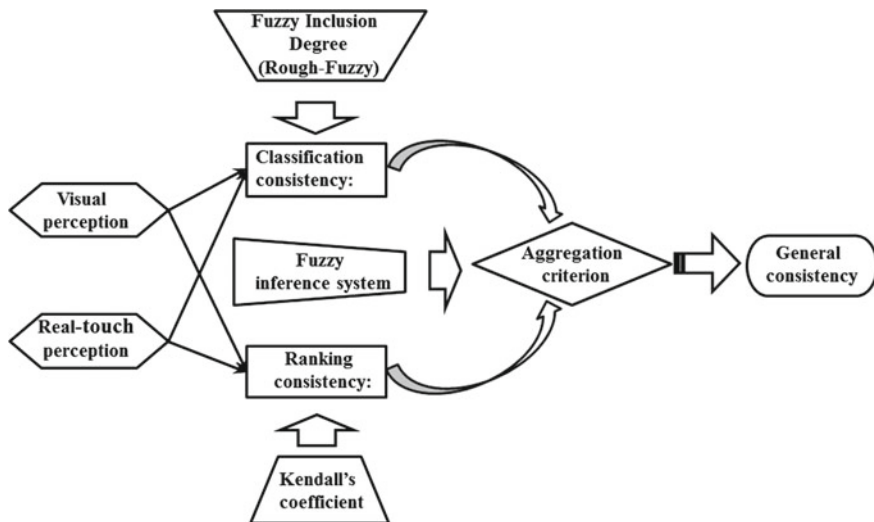 Fuzzy Inclusion
Degree
(Rough-Fuzzy)
Classification
consistency:
Visual
perception
Fuzzy
inference system
Aggregation
criterion
General
consistency
Real-touch
perception
Ranking
consistency:
Kendall's
coefficient